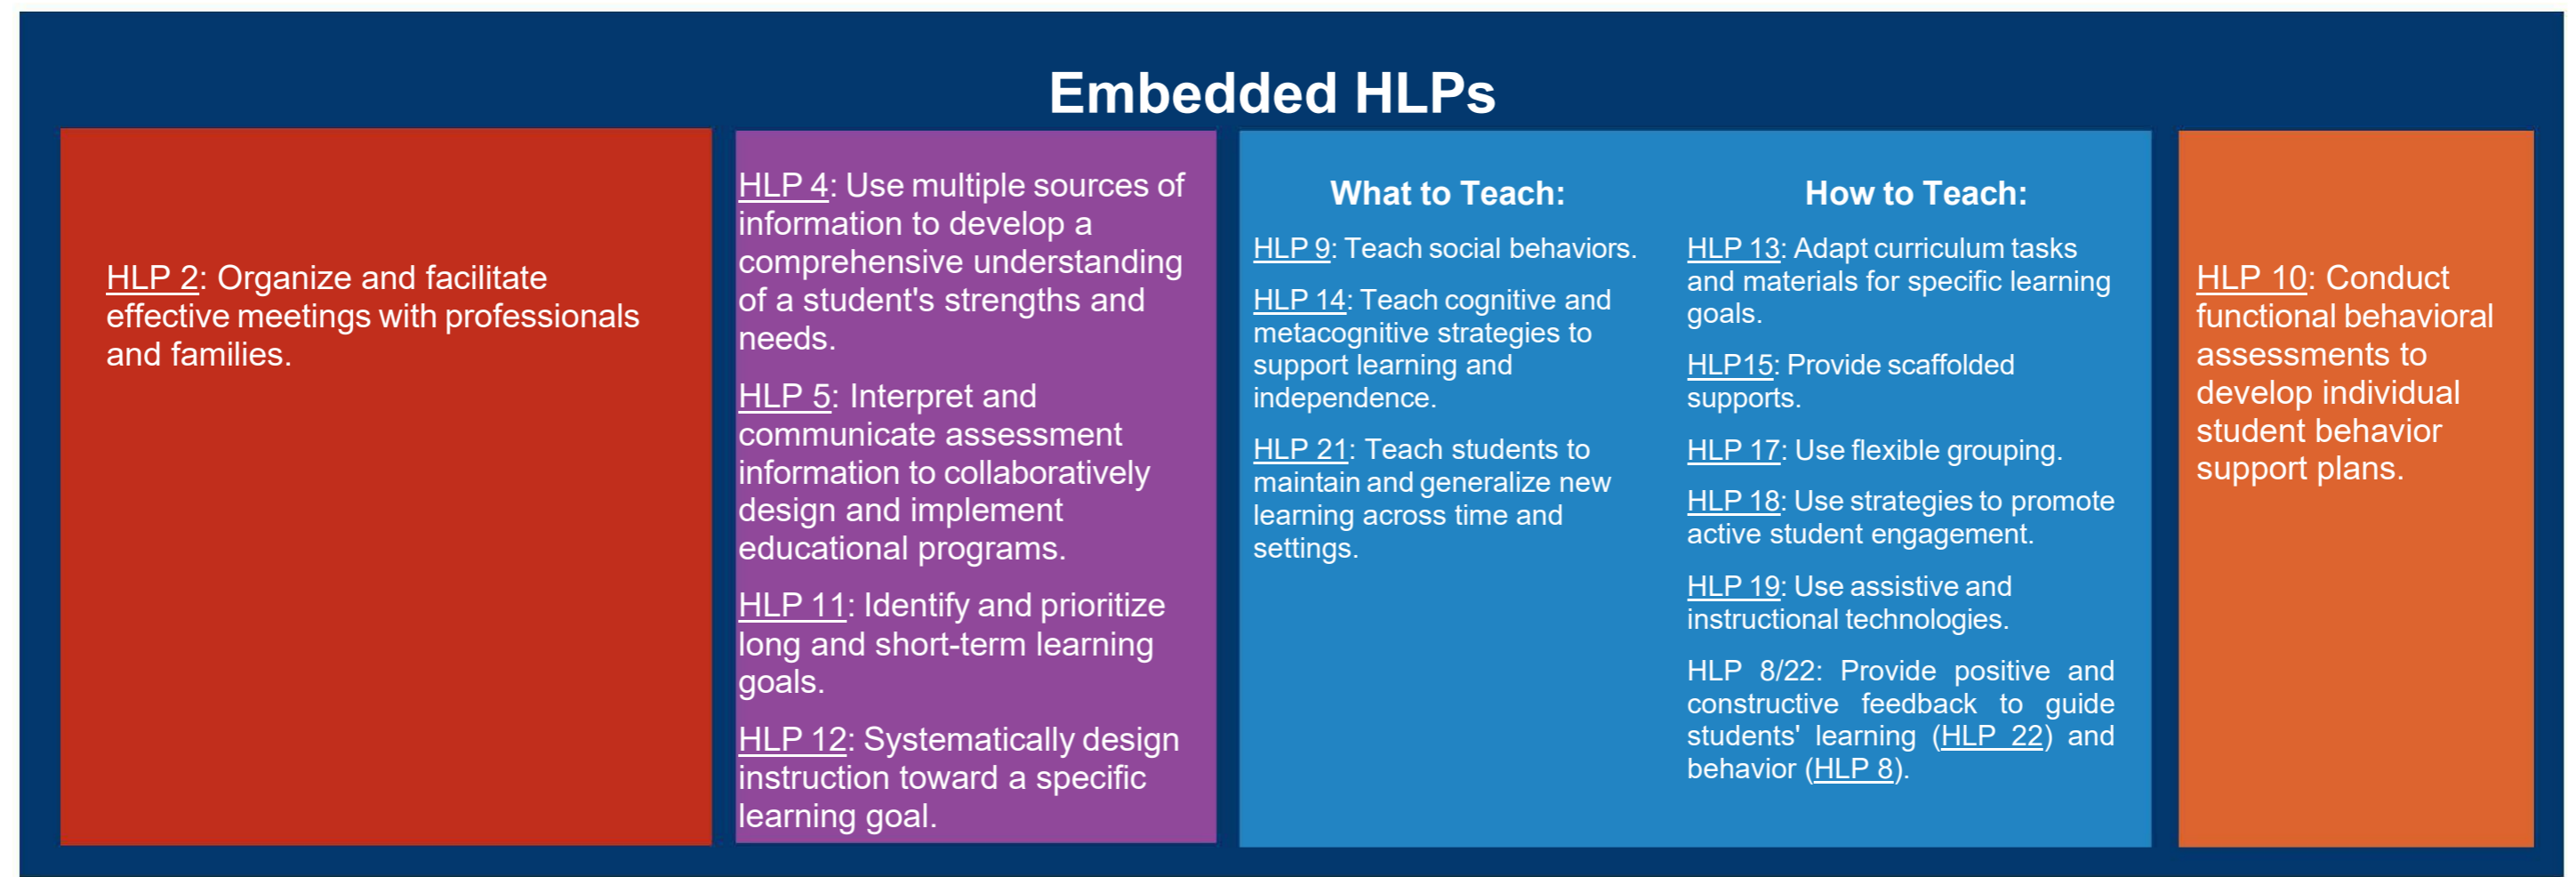 Embedded HLPs
HLP 2: Organize and facilitate
effective meetings with professionals
and families.
HLP 4: Use multiple sources of
information to develop a
comprehensive understanding
of a student's strengths and
needs.
HLP 5: Interpret and
communicate assessment
information to collaboratively
design and implement
educational programs.
HLP 11: Identify and prioritize
long and short-term learning
goals.
HLP 12: Systematically design
instruction toward a specific
learning goal.
What to Teach:
HLP 9: Teach social behaviors.
HLP 14: Teach cognitive and
metacognitive strategies to
support learning and
independence.
HLP 21: Teach students to
maintain and generalize new
learning across time and
settings.
How to Teach:
HLP 13: Adapt curriculum tasks
and materials for specific learning
goals.
HLP15: Provide scaffolded
supports.
HLP 17: Use flexible grouping.
HLP 18: Use strategies to promote
active student engagement.
HLP 19: Use assistive and
instructional technologies.
HLP 8/22: Provide positive and
constructive feedback to guide
students' learning (HLP 22) and
behavior (HLP 8).
HLP 10: Conduct
functional behavioral
assessments to
develop individual
student behavior
support plans.